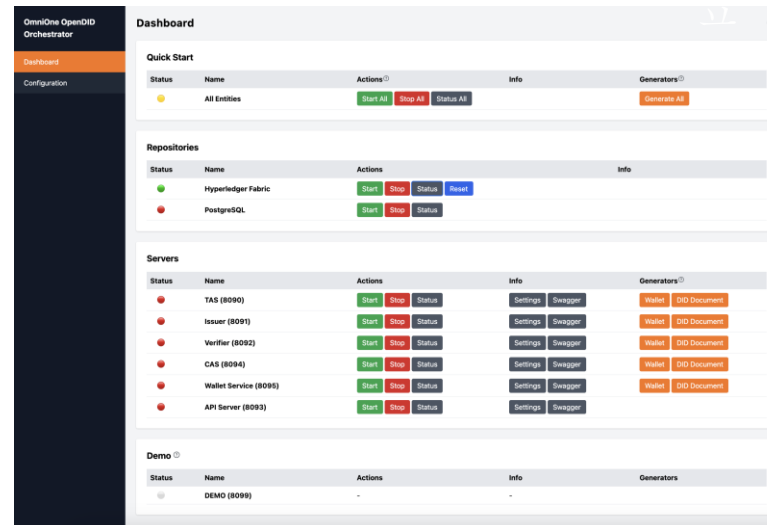 OmniOne OpenDID
Orchestrator
Dashboard
Configuration
Dashboard
Quick Start
Status Name Actions? Info Generators?
All Entities Start All Stop All Status All Generate All
Repositories
Status Name Actions Info
Hyperledger Fabric Start Stop Status Reset
PostgreSQL Start Stop Status
Servers
Status Name Actions Info Generators?
TAS (8090) Start Stop Status Settings Swagger Wallet DID Document
Issuer (8091) Start Stop Status Settings Swagger Wallet DID Document
Verifier (8092) Start Stop Status Settings Swagger Wallet DID Document
CAS (8094) Start Stop Status Settings Swagger Wallet DID Document
Wallet Service (8095) Start Stop Status Settings Swagger Wallet DID Document
API Server (8093) Start Stop Status Settings Swagger
Demo ?
Status Name Actions Info Generators
DEMO (8099) - -